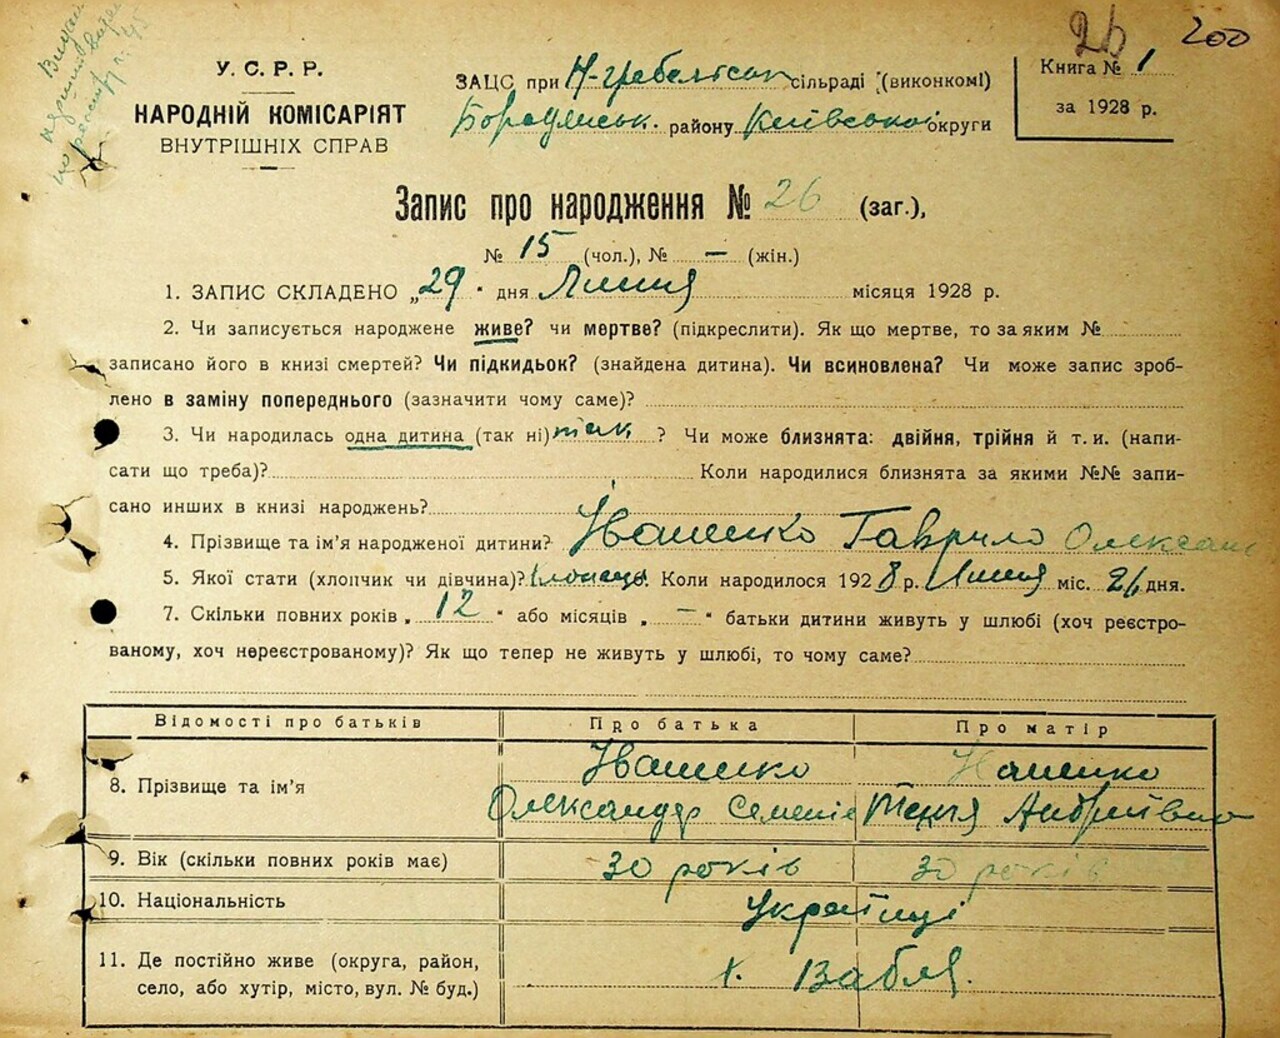 26 200
У. С. Р. Р.
НАРОДНІЙ КОМІСАРІЯТ
ВНУТРІШНІХ СПРАВ
ЗАЦС при Н-Гребельськ сільраді (виконкомі)
Бородянськ. району Київської округи
Книга № 1
за 1928 р.
Запис про народження № 26 (заг.),
№ 15 (чол.), № — (жін.)
1. ЗАПИС СКЛАДЕНО „29" дня Липня місяця 1928 р.
2. Чи записується народжене живе? чи мертве? (підкреслити). Як що мертве, то за яким №
записано його в книзі смертей? Чи підкидьок? (знайдена дитина). Чи всиновлена? Чи може запис зроб-
лено в заміну попереднього (зазначити чому саме)?
3. Чи народилась одна дитина (так ні) так ? Чи може близнята: двійня, трійня й т. и. (напи-
сати що треба)? Коли народилися близнята за якими №№ запи-
сано инших в книзі народжень?
4. Прізвище та ім'я народженої дитини? Іваненко Гаврило Олексан
5. Якої стати (хлопчик чи дівчина)? Хлопець. Коли народилося 1928 р. Липня міс. 26 дня.
7. Скільки повних років „ 12 " або місяців „ — " батьки дитини живуть у шлюбі (хоч реєстро-
ваному, хоч нереєстрованому)? Як що тепер не живуть у шлюбі, то чому саме?
Відомості про батьків Про батька Про матір
8. Прізвище та ім'я Іваненко
Олександер Семенів Андріївна
9. Вік (скільки повних років має) 30 років 30 років
10. Національність Українці
11. Де постійно живе (округа, район,
село, або хутір, місто, вул. № буд.) х. Вабля.